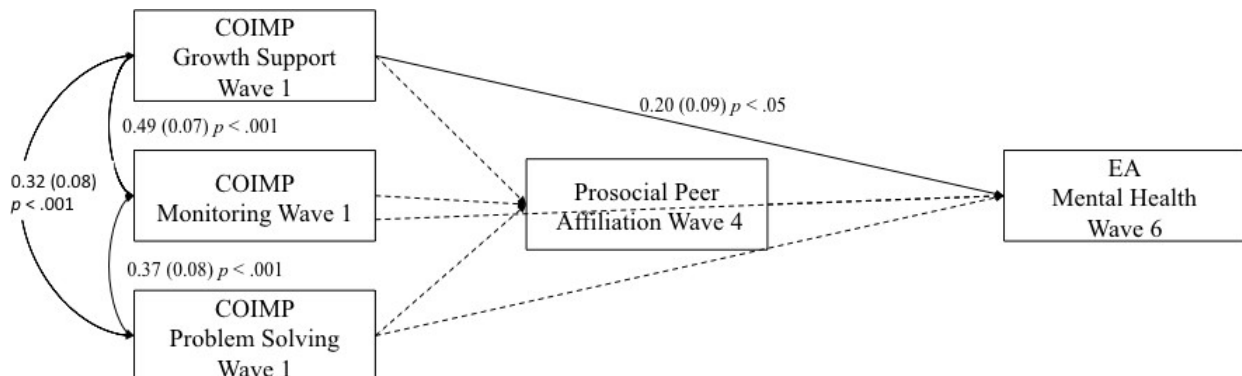 COIMP
Growth Support
Wave 1
0.20 (0.09) p < .05
0.49 (0.07) p < .001
0.32 (0.08)
p < .001
COIMP
Monitoring Wave 1
Prosocial Peer
Affiliation Wave 4
EA
Mental Health
Wave 6
0.37 (0.08) p < .001
COIMP
Problem Solving
Wave 1